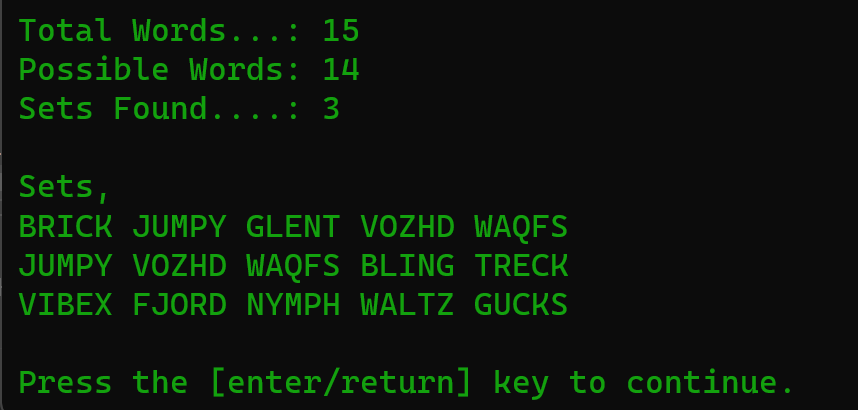 Total Words...: 15
Possible Words: 14
Sets Found....: 3
Sets,
BRICK JUMPY GLENT VOZHD WAQFS
JUMPY VOZHD WAQFS BLING TRECK
VIBEX FJORD NYMPH WALTZ GUCKS
Press the [enter/return] key to continue.